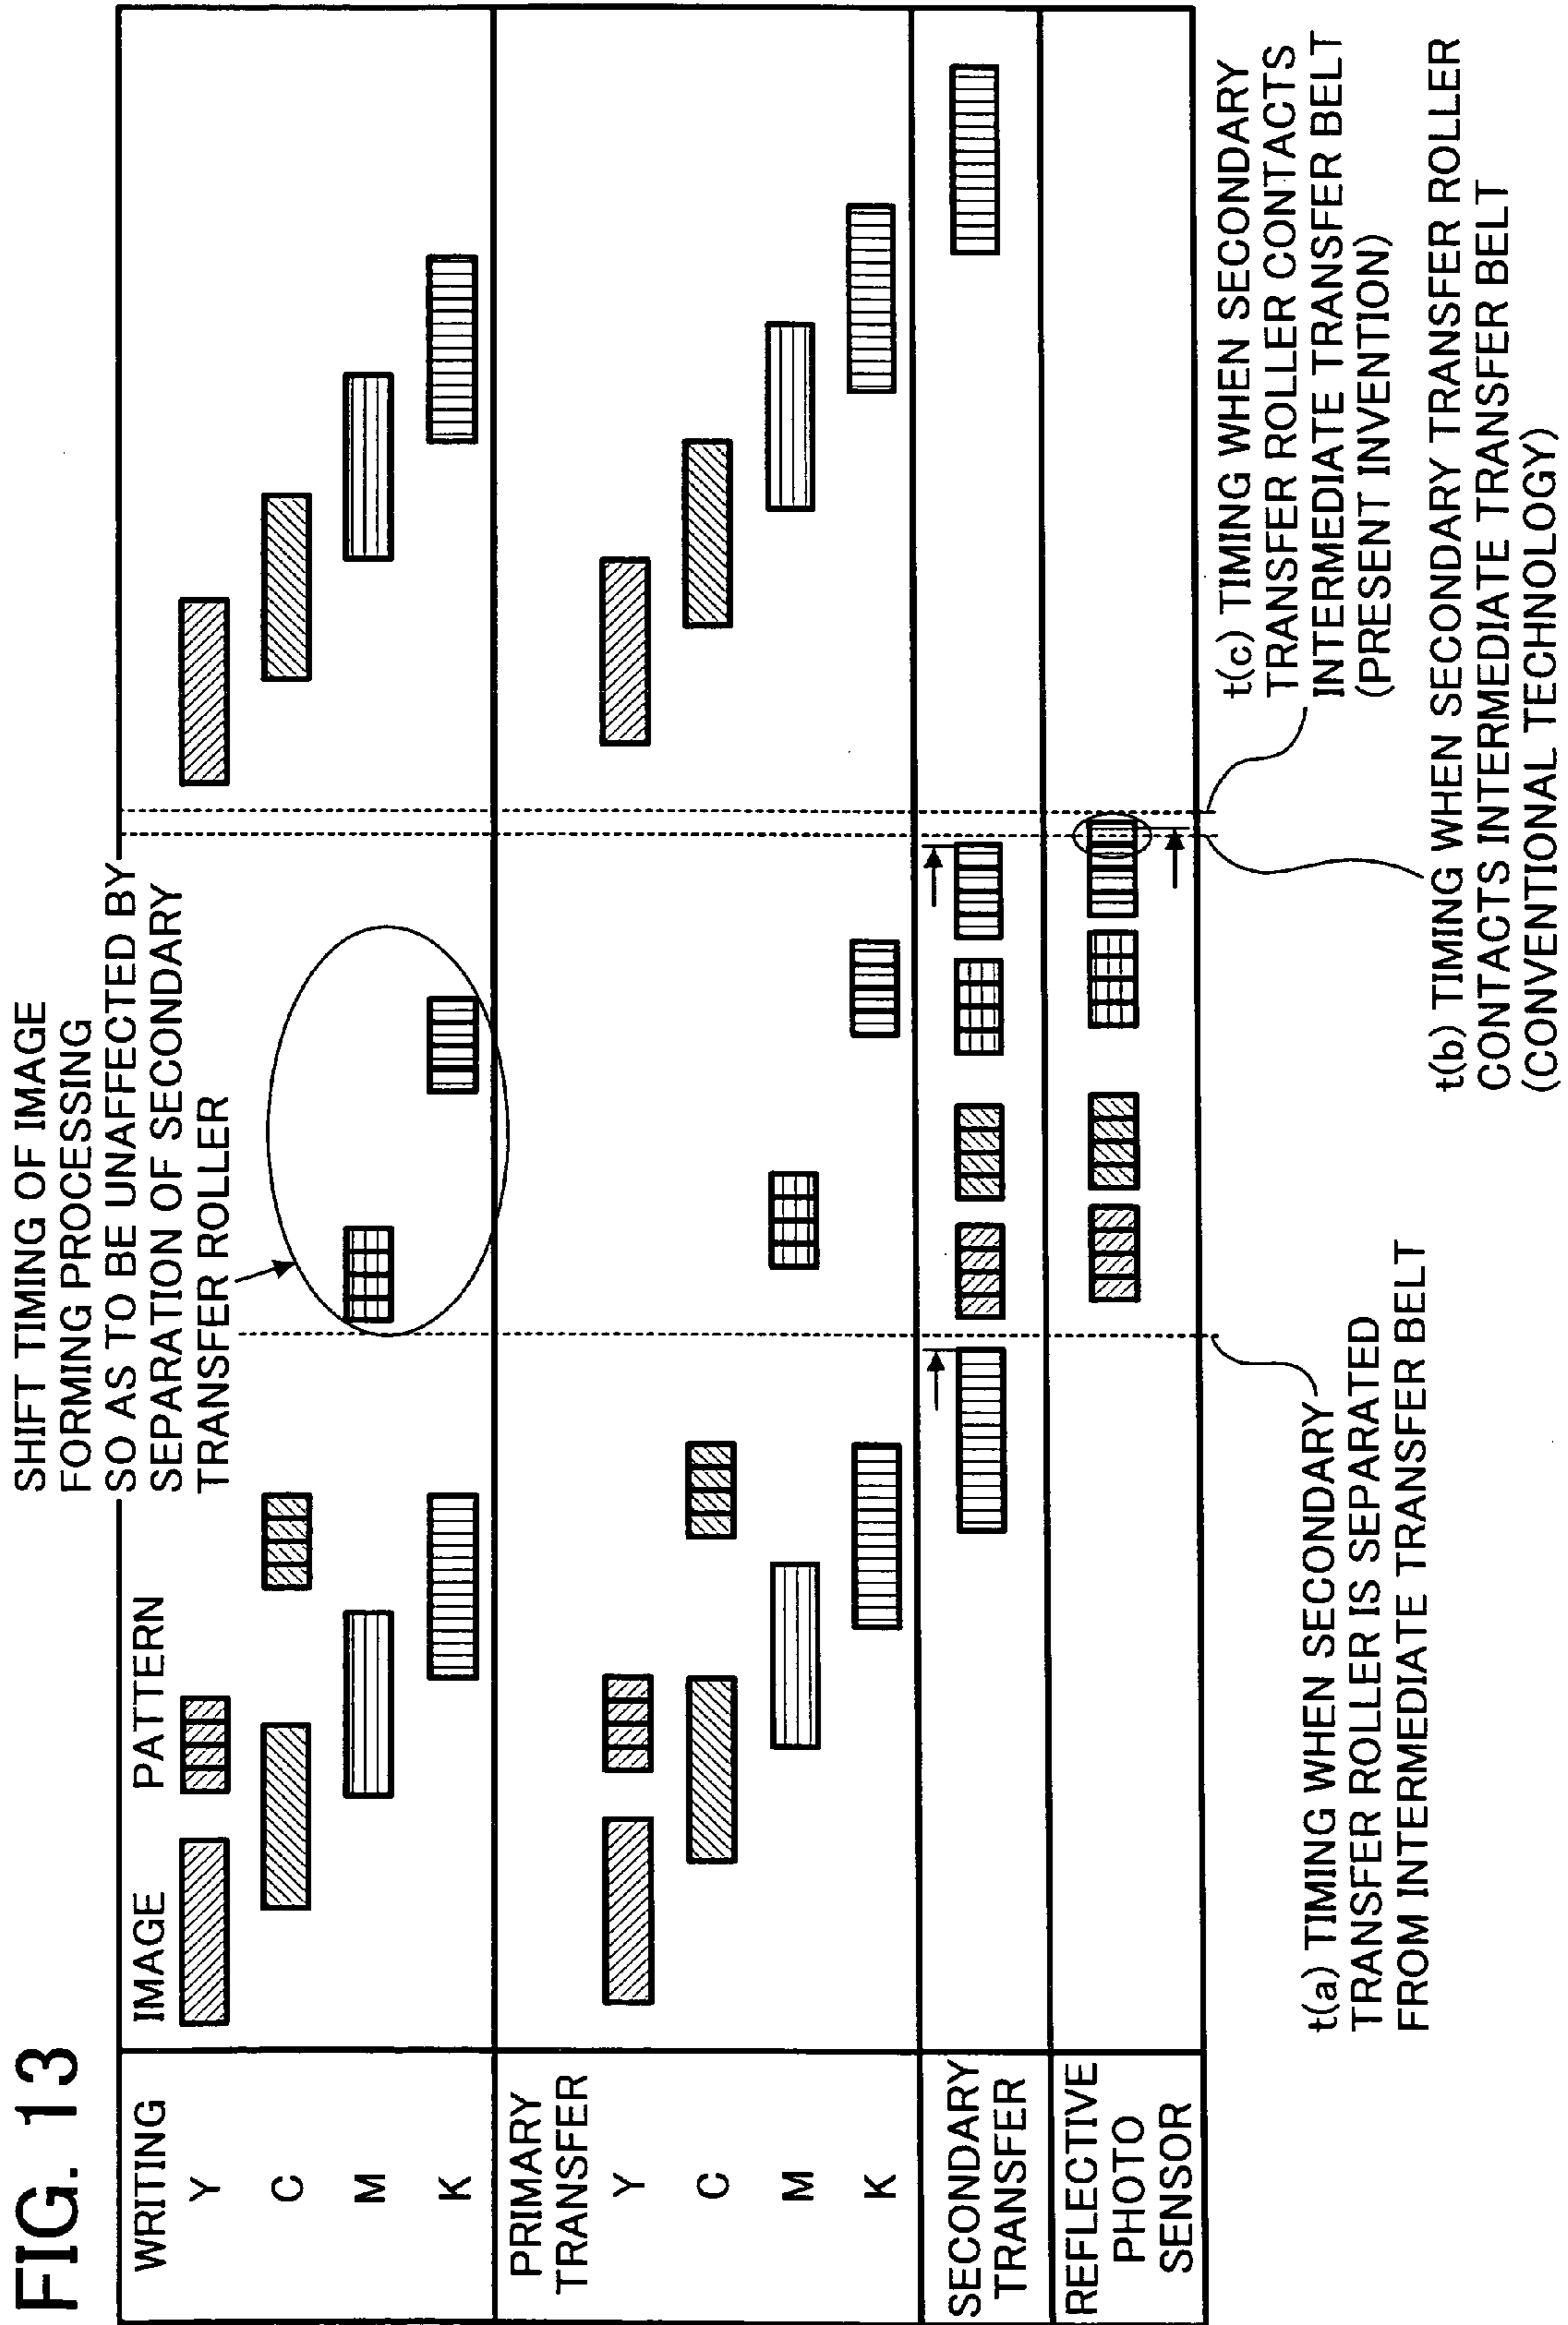 FIG. 13
SHIFT TIMING OF IMAGE
FORMING PROCESSING
SO AS TO BE UNAFFECTED BY
SEPARATION OF SECONDARY
TRANSFER ROLLER
WRITING
Y
C
M
K
IMAGE
PATTERN
PRIMARY
TRANSFER
Y
C
M
K
SECONDARY
TRANSFER
REFLECTIVE
PHOTO
SENSOR
t(a) TIMING WHEN SECONDARY
TRANSFER ROLLER IS SEPARATED
FROM INTERMEDIATE TRANSFER BELT
t(c) TIMING WHEN SECONDARY
TRANSFER ROLLER CONTACTS
INTERMEDIATE TRANSFER BELT
(PRESENT INVENTION)
t(b) TIMING WHEN SECONDARY TRANSFER ROLLER
CONTACTS INTERMEDIATE TRANSFER BELT
(CONVENTIONAL TECHNOLOGY)